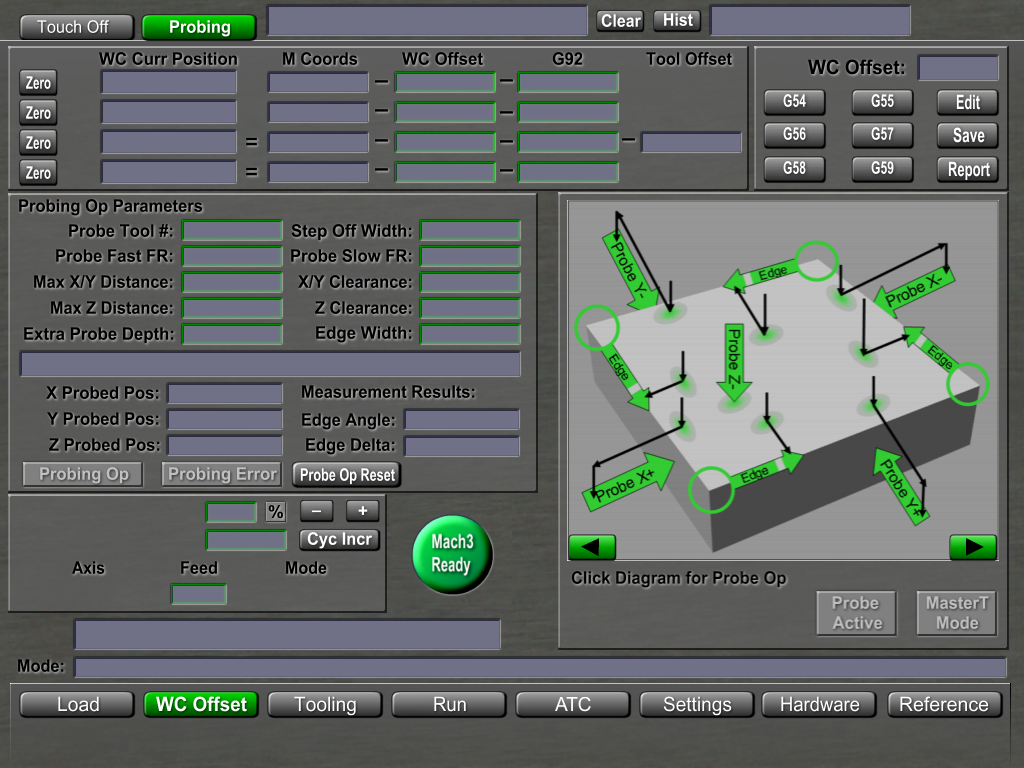 Touch Off Probing Clear Hist
WC Curr Position M Coords WC Offset G92 Tool Offset
Zero – – –
Zero – – –
Zero = – – –
Zero = – –
WC Offset:
G54 G55 Edit
G56 G57 Save
G58 G59 Report
Probing Op Parameters
Probe Tool #: Step Off Width:
Probe Fast FR: Probe Slow FR:
Max X/Y Distance: X/Y Clearance:
Max Z Distance: Z Clearance:
Extra Probe Depth: Edge Width:
X Probed Pos: Measurement Results:
Y Probed Pos: Edge Angle:
Z Probed Pos: Edge Delta:
Probing Op Probing Error Probe Op Reset
Probe Y-
Edge
Probe X-
Edge
Probe Z-
Edge
Probe X+
Edge
Probe Y+
Click Diagram for Probe Op
Probe
Active
MasterT
Mode
% – +
Cyc Incr
Axis Feed Mode
Mach3
Ready
Mode:
Load WC Offset Tooling Run ATC Settings Hardware Reference